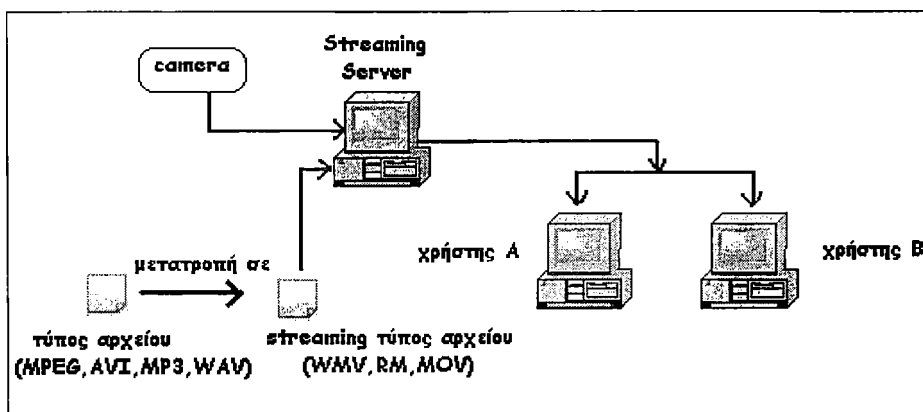 Streaming
Server
camera
χρήστης Α
χρήστης Β
μετατροπή σε
τύπος αρχείου
(MPEG,AVI,MP3,WAV)
streaming τύπος αρχείου
(WMV,RM,MOV)